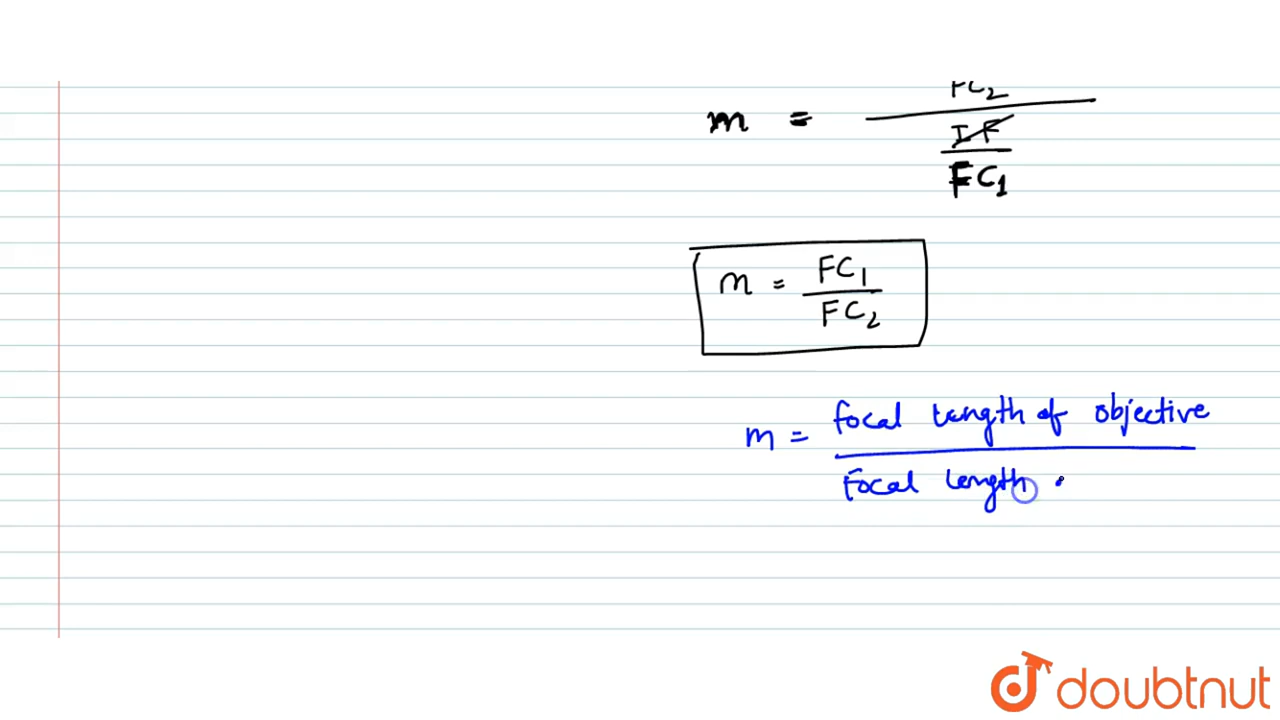 FC2
m = IF
FC1
m = FC1
FC2
m = focal length of objective
Focal length
doubtnut